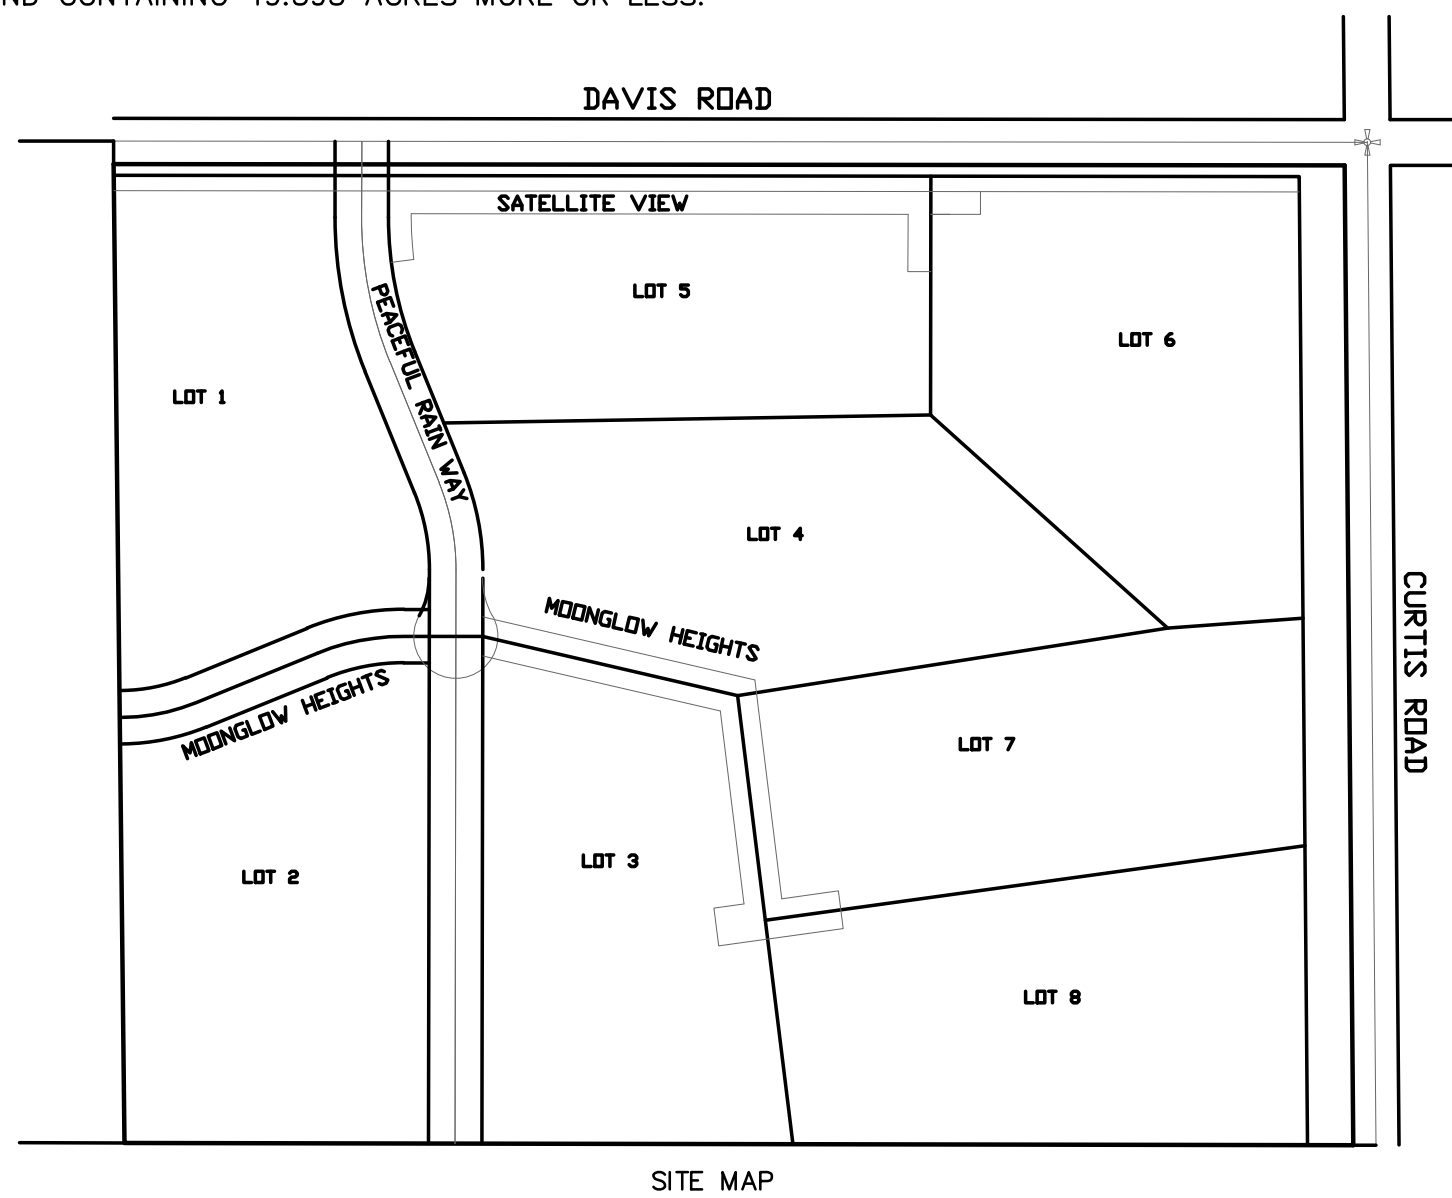 DAVIS ROAD
SATELLITE VIEW
LOT 5
LOT 6
PEACEFUL RAIN WAY
LOT 1
LOT 4
MOONGLOW HEIGHTS
CURTIS ROAD
MOONGLOW HEIGHTS
LOT 7
LOT 3
LOT 2
LOT 8
SITE MAP